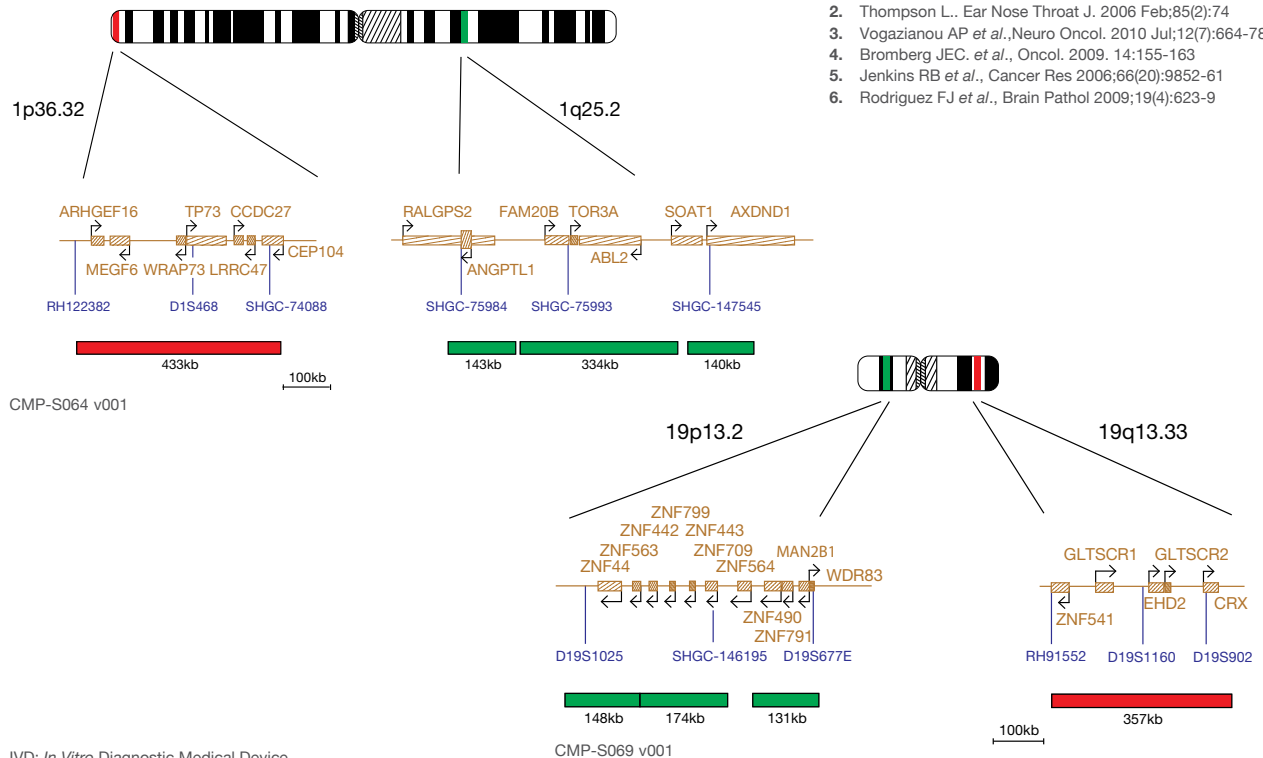 2. Thompson L.. Ear Nose Throat J. 2006 Feb;85(2):74
3. Vogazianou AP et al.,Neuro Oncol. 2010 Jul;12(7):664-78
4. Bromberg JEC. et al., Oncol. 2009. 14:155-163
5. Jenkins RB et al., Cancer Res 2006;66(20):9852-61
6. Rodriguez FJ et al., Brain Pathol 2009;19(4):623-9
1p36.32
1q25.2
ARHGEF16 TP73 CCDC27
CEP104
MEGF6 WRAP73 LRRC47
RH122382 D1S468 SHGC-74088
433kb
100kb
CMP-S064 v001
RALGPS2 FAM20B TOR3A SOAT1 AXDND1
ABL2
ANGPTL1
SHGC-75984 SHGC-75993 SHGC-147545
143kb 334kb 140kb
19p13.2
19q13.33
ZNF799
ZNF442 ZNF443
ZNF563 ZNF709 MAN2B1
ZNF44 ZNF564 WDR83
ZNF490
ZNF791
D19S1025 SHGC-146195 D19S677E
148kb 174kb 131kb
CMP-S069 v001
GLTSCR1 GLTSCR2
EHD2 CRX
ZNF541
RH91552 D19S1160 D19S902
357kb
100kb
IVD: In Vitro Diagnostic Medical Device